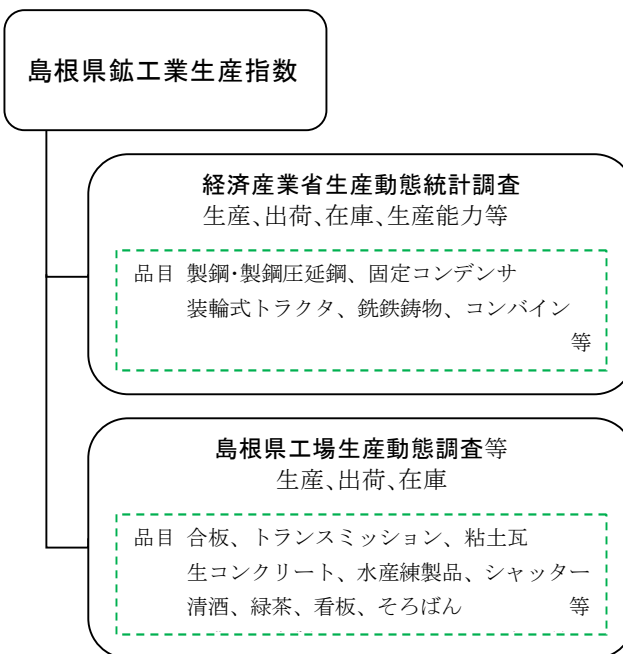 島根県鉱工業生産指数
経済産業省生産動態統計調査
生産、出荷、在庫、生産能力等
品目 製鋼・製鋼圧延鋼、固定コンデンサ
装輪式トラクタ、銑鉄鋳物、コンバイン
等
島根県工場生産動態調査等
生産、出荷、在庫
品目 合板、トランスミッション、粘土瓦
生コンクリート、水産練製品、シャッター
清酒、緑茶、看板、そろばん 等